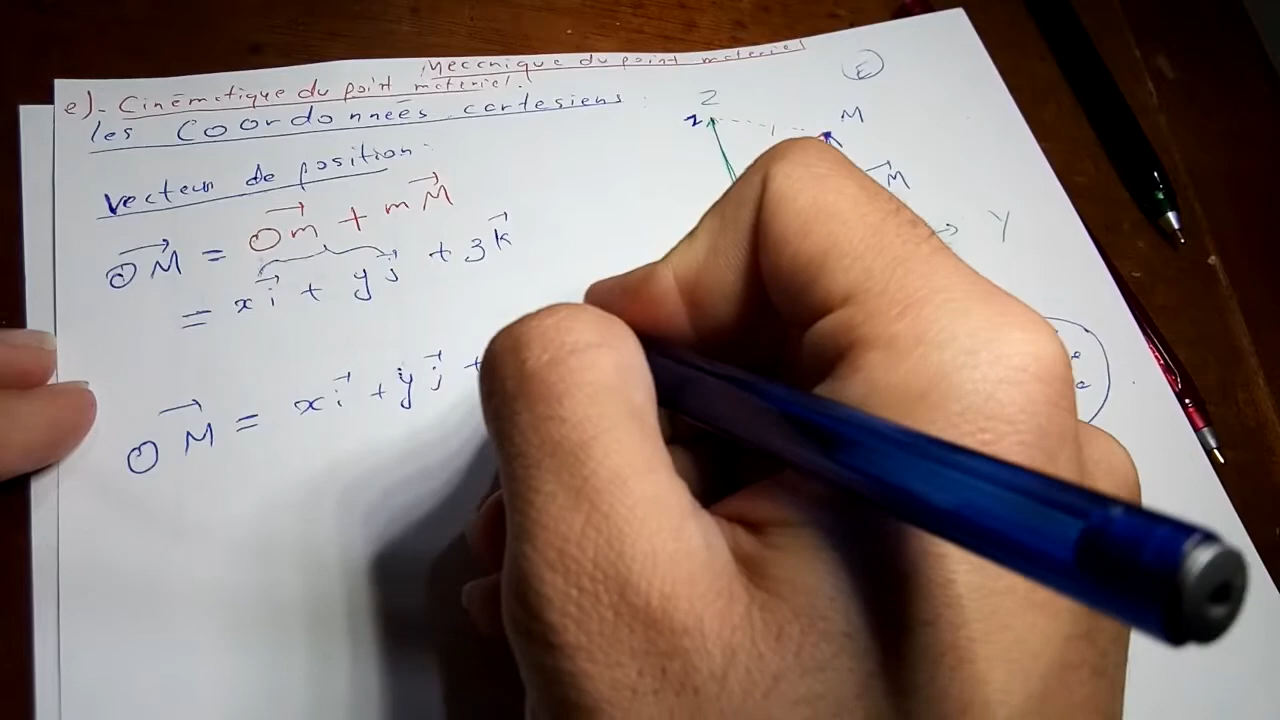 Mécanique du point materiel
e)- Cinématique du point materiel.
les Coordonnées cartesiens :
vecteur de position.
OM = Om + mM
= xi + yj + zk
OM = xi + yj +
Z
z
M
M
Y
E